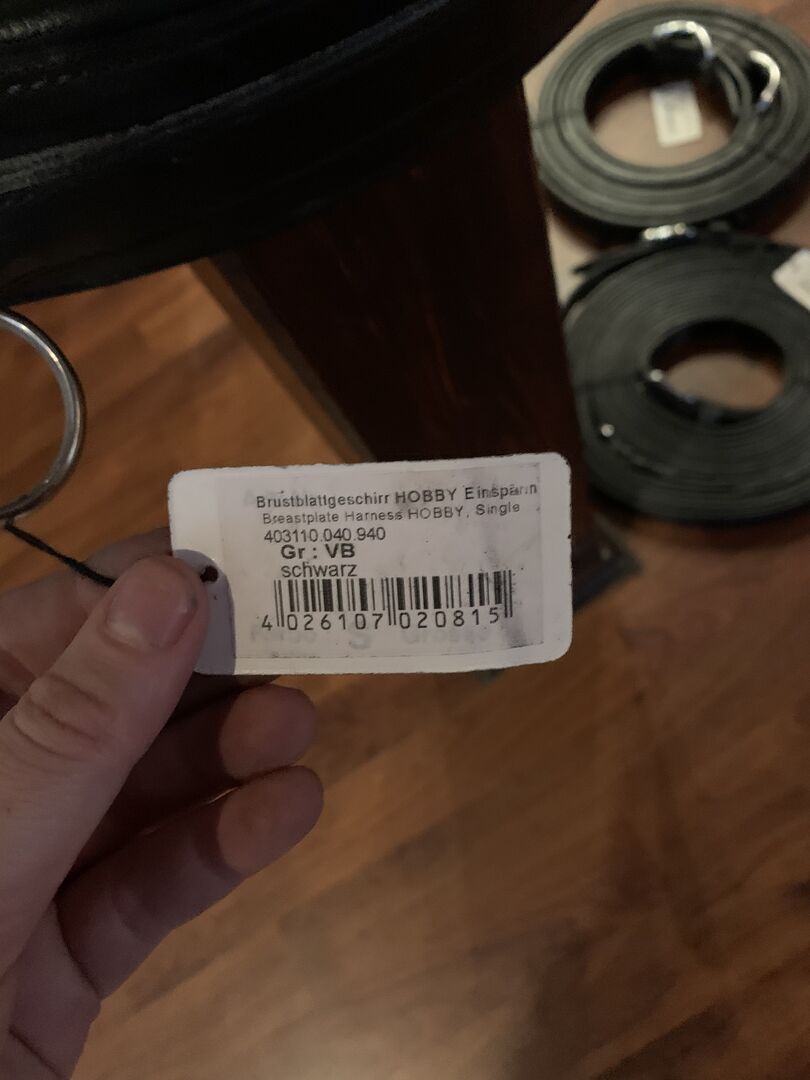 Brustblattgeschirr HOBBY Einspänn
Breastplate Harness HOBBY, Single
403110.040.940
Gr : VB
schwarz
4 026107 020815